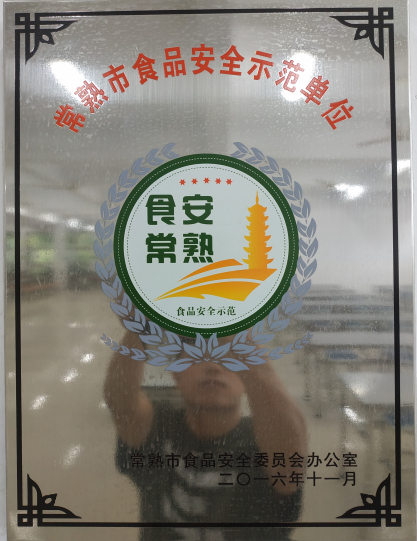 常熟市食品安全示范单位
食安
常熟
食品安全示范
常熟市食品安全委员会办公室
二〇一六年十一月